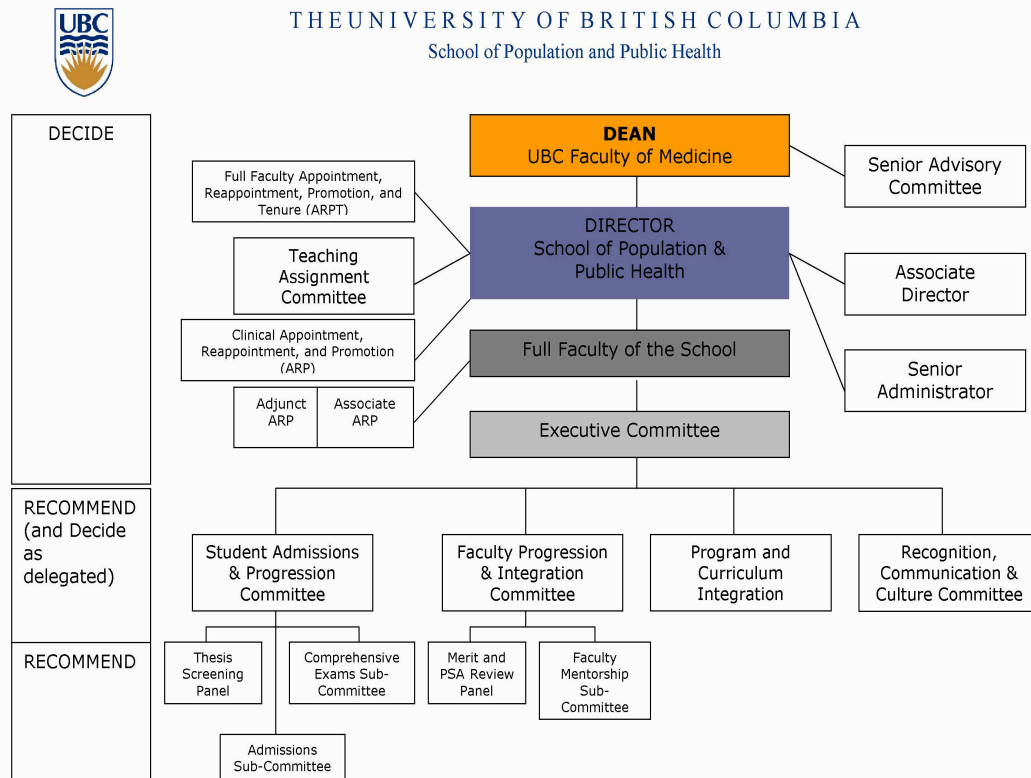 UBC
THEUNIVERSITY OF BRITISH COLUMBIA
School of Population and Public Health
DECIDE
DEAN
UBC Faculty of Medicine
Senior Advisory
Committee
Full Faculty Appointment,
Reappointment, Promotion, and
Tenure (ARPT)
DIRECTOR
School of Population &
Public Health
Teaching
Assignment
Committee
Associate
Director
Clinical Appointment,
Reappointment, and Promotion
(ARP)
Full Faculty of the School
Senior
Administrator
Adjunct
ARP
Associate
ARP
Executive Committee
RECOMMEND
(and Decide
as
delegated)
Student Admissions
& Progression
Committee
Faculty Progression
& Integration
Committee
Program and
Curriculum
Integration
Recognition,
Communication &
Culture Committee
RECOMMEND
Thesis
Screening
Panel
Comprehensive
Exams Sub-
Committee
Merit and
PSA Review
Panel
Faculty
Mentorship
Sub-
Committee
Admissions
Sub-Committee